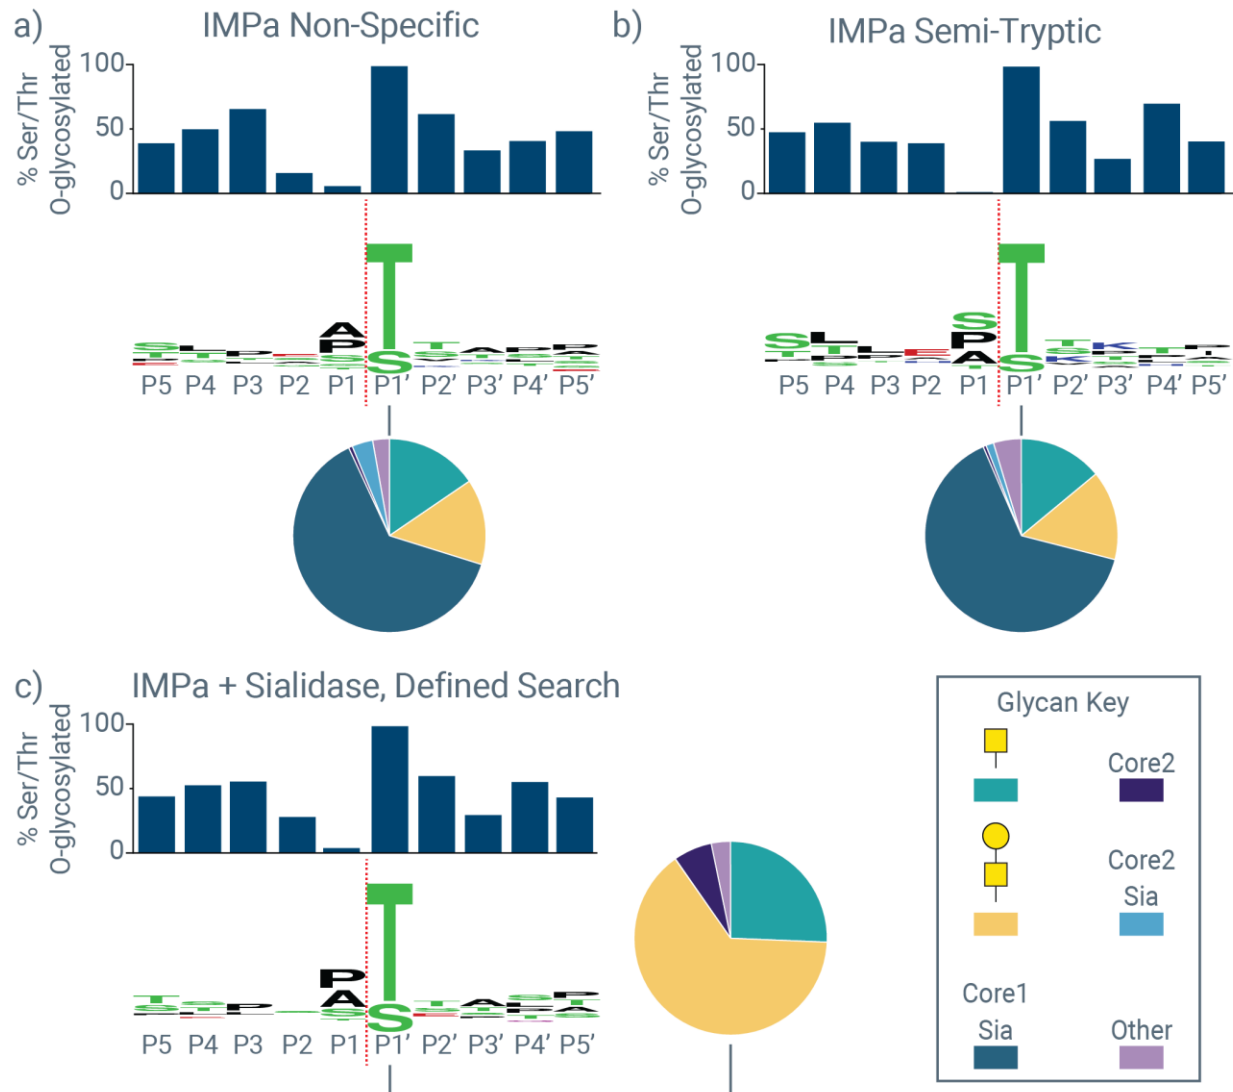 a) IMPa Non-Specific
% Ser/Thr
O-glycosylated
100
50
0
A
P
T
S
P5 P4 P3 P2 P1 P1' P2' P3' P4' P5'
b) IMPa Semi-Tryptic
% Ser/Thr
O-glycosylated
100
50
0
S
P
A
T
S
P5 P4 P3 P2 P1 P1' P2' P3' P4' P5'
c) IMPa + Sialidase, Defined Search
% Ser/Thr
O-glycosylated
100
50
0
P
A
S
T
S
P5 P4 P3 P2 P1 P1' P2' P3' P4' P5'
Glycan Key
Core2
Core2
Sia
Core1
Sia
Other